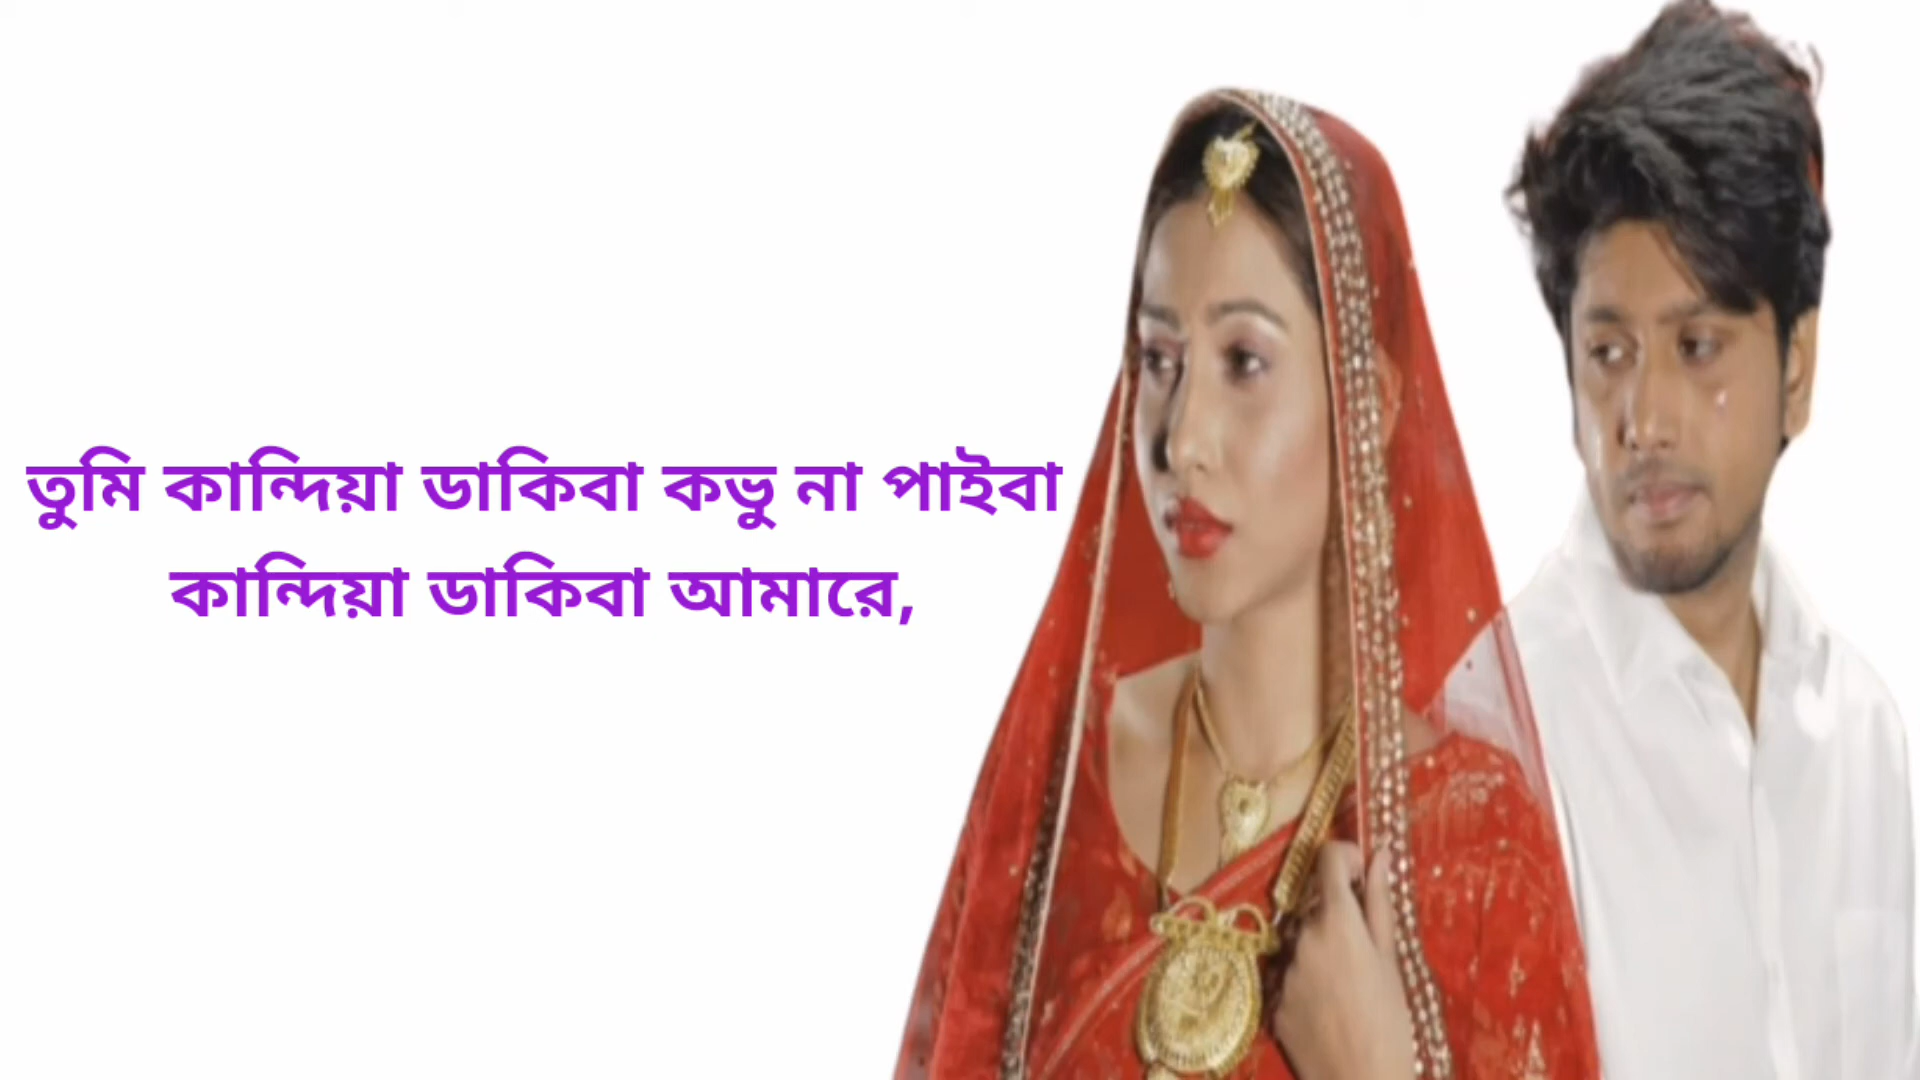 তুমি কান্দিয়া ডাকিবা কভু না পাইবা
কান্দিয়া ডাকিবা আমারে,